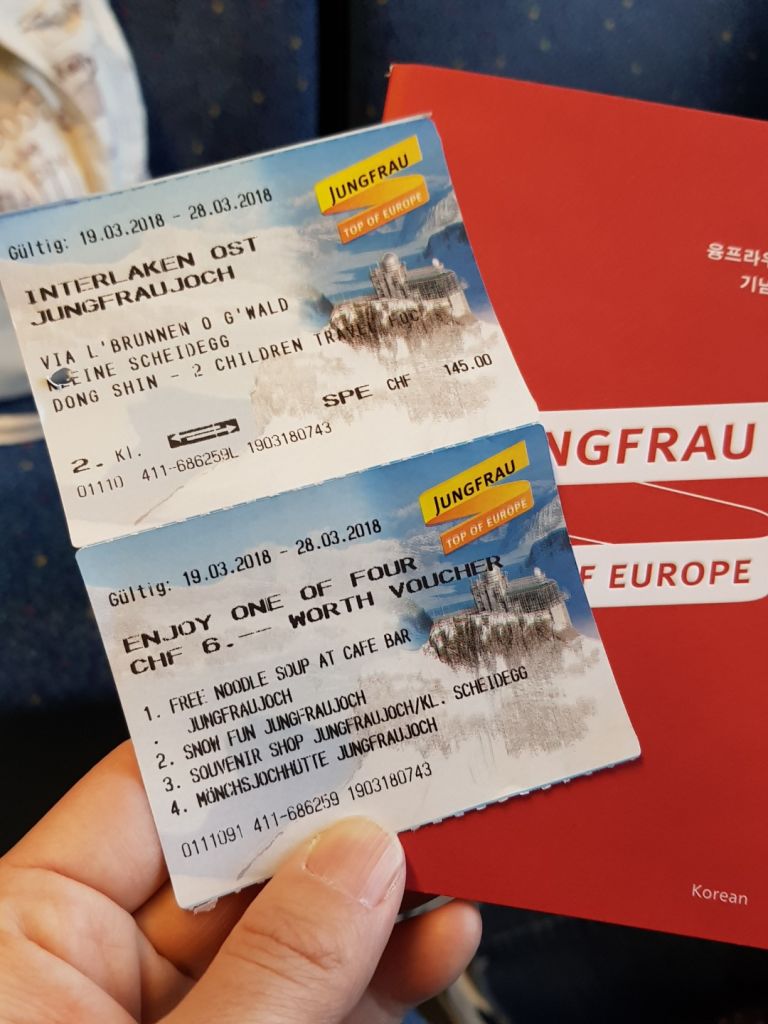 Gültig: 19.03.2018 - 28.03.2018
JUNGFRAU
TOP OF EUROPE
INTERLAKEN OST
JUNGFRAUJOCH
VIA L'BRUNNEN O G'WALD
KLEINE SCHEIDEGG
DONG SHIN - 2 CHILDREN TRAVEL FOC
SPE CHF 145.00
2. Kl.
01110 411-686259L 1903180743
Gültig: 19.03.2018 - 28.03.2018
JUNGFRAU
TOP OF EUROPE
ENJOY ONE OF FOUR
CHF 6.-- WORTH VOUCHER
1. FREE NOODLE SOUP AT CAFE BAR
JUNGFRAUJOCH
.
2. SNOW FUN JUNGFRAUJOCH
3. SOUVENIR SHOP JUNGFRAUJOCH/KL. SCHEIDEGG
4. MÖNCHSJOCHHÜTTE JUNGFRAUJOCH
0111091 411-686259 1903180743
융프라우
기념
NGFRAU
F EUROPE
Korean